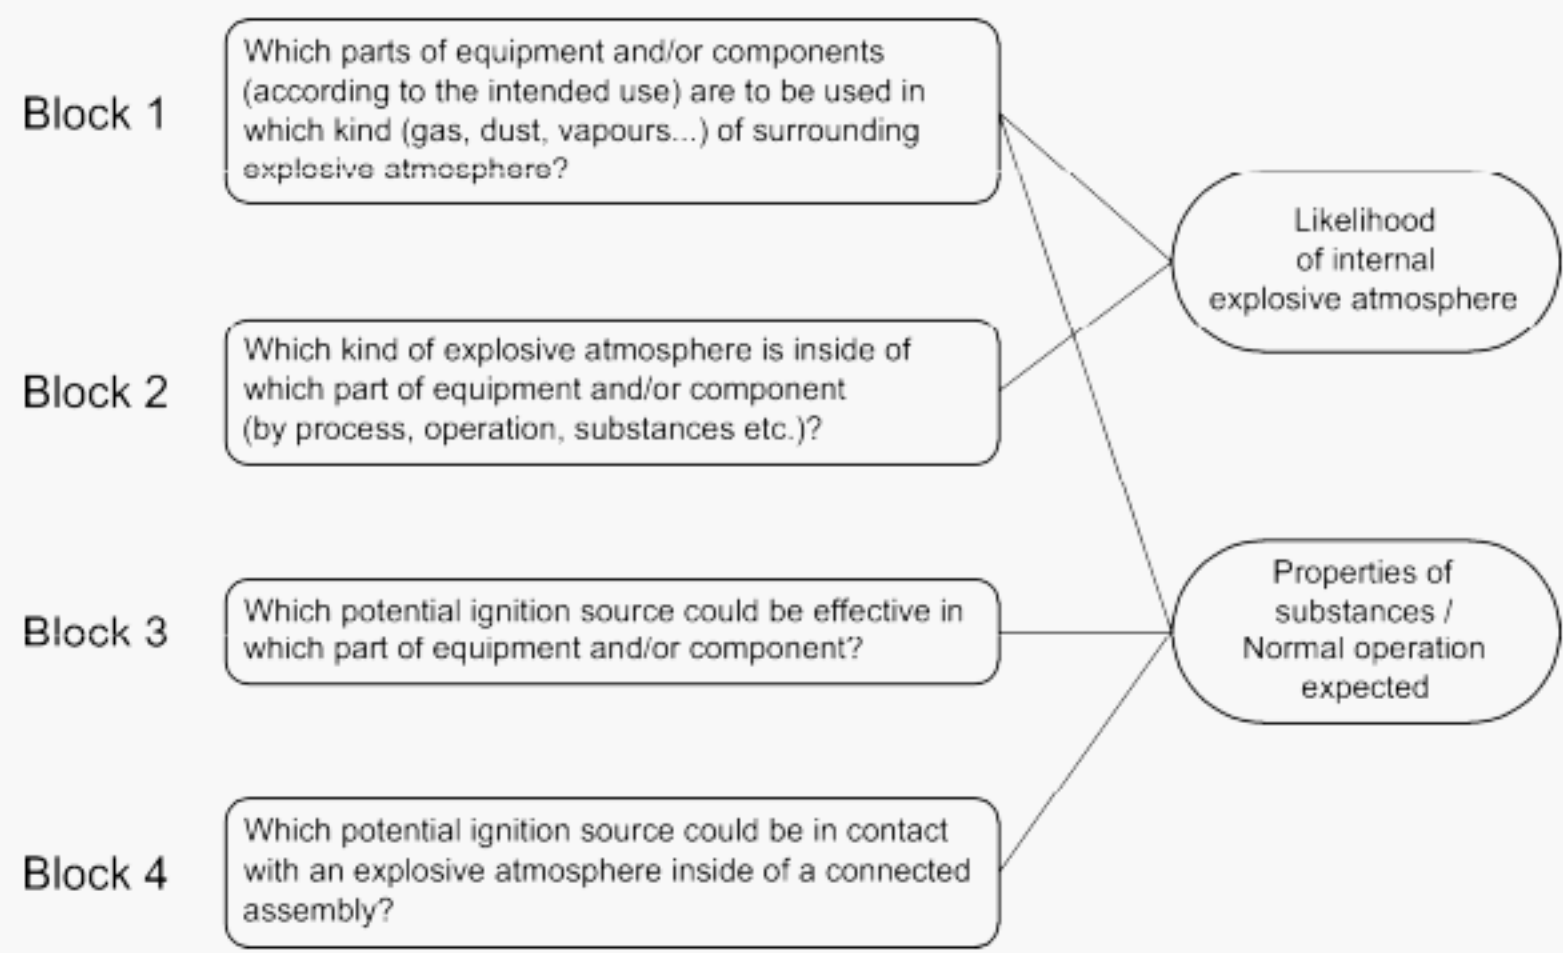 Block 1
Which parts of equipment and/or components
(according to the intended use) are to be used in
which kind (gas, dust, vapours...) of surrounding
explosive atmosphere?
Likelihood
of internal
explosive atmosphere
Block 2
Which kind of explosive atmosphere is inside of
which part of equipment and/or component
(by process, operation, substances etc.)?
Block 3
Which potential ignition source could be effective in
which part of equipment and/or component?
Properties of
substances /
Normal operation
expected
Block 4
Which potential ignition source could be in contact
with an explosive atmosphere inside of a connected
assembly?